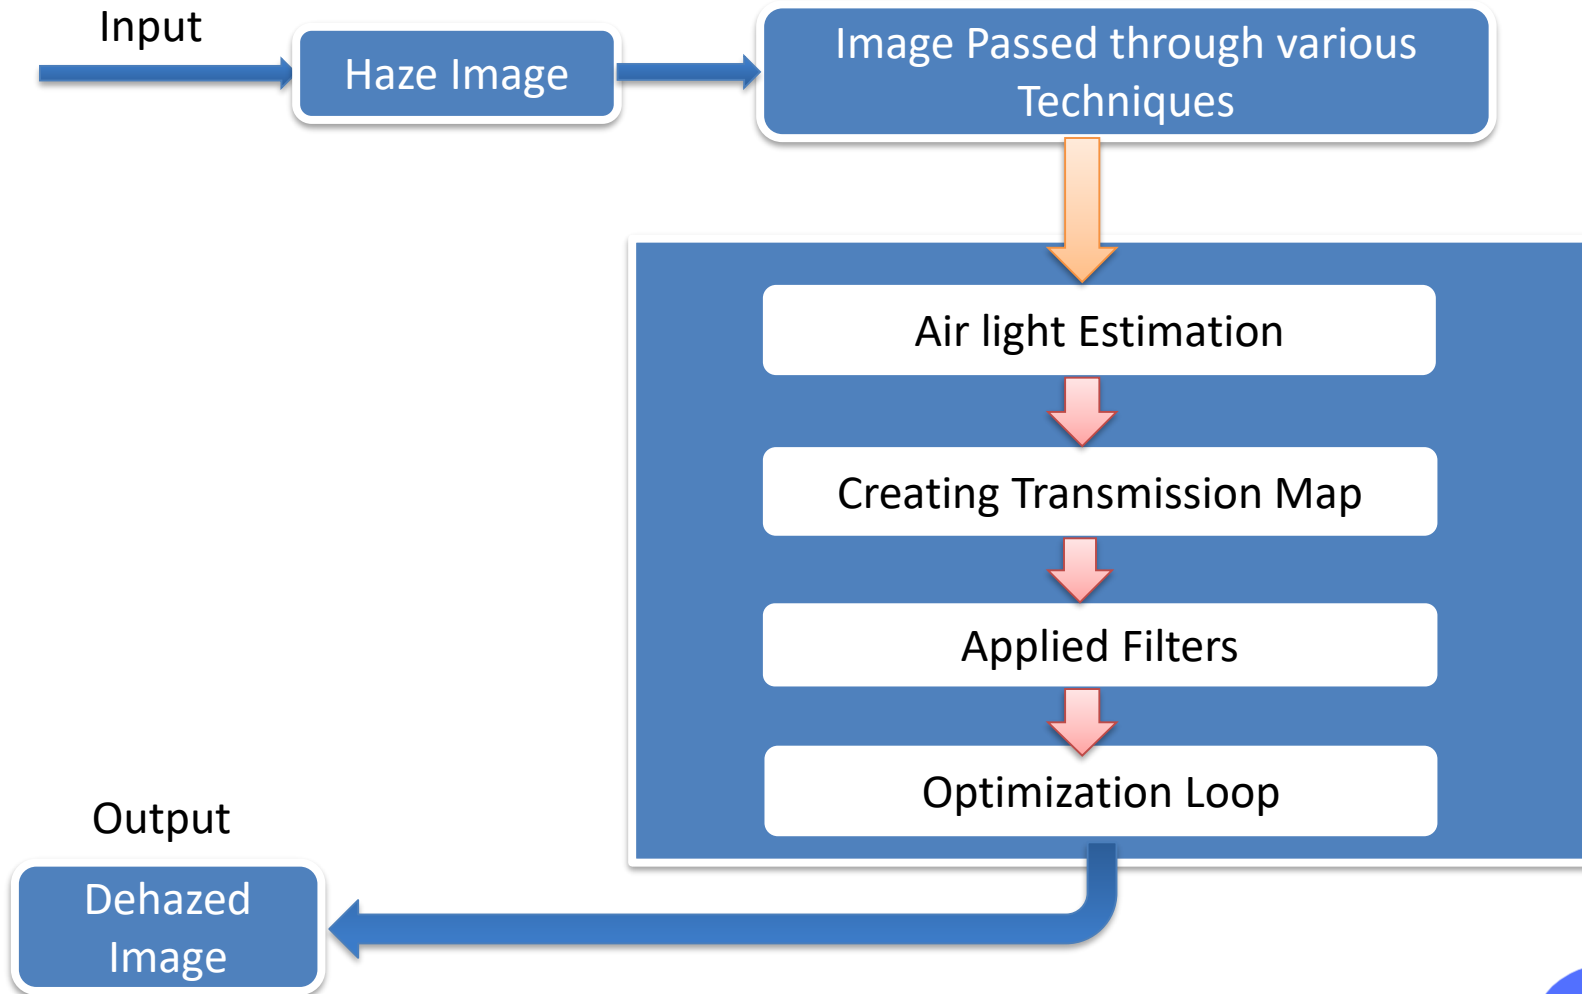 Input
Haze Image
Image Passed through various
Techniques
Air light Estimation
Creating Transmission Map
Applied Filters
Optimization Loop
Output
Dehazed
Image